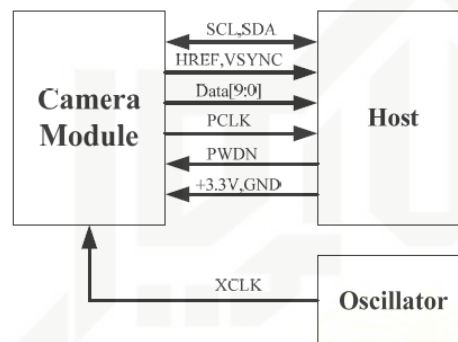 Camera
Module
SCL,SDA
HREF,VSYNC
Data[9:0]
PCLK
PWDN
+3.3V,GND
Host
XCLK
Oscillator